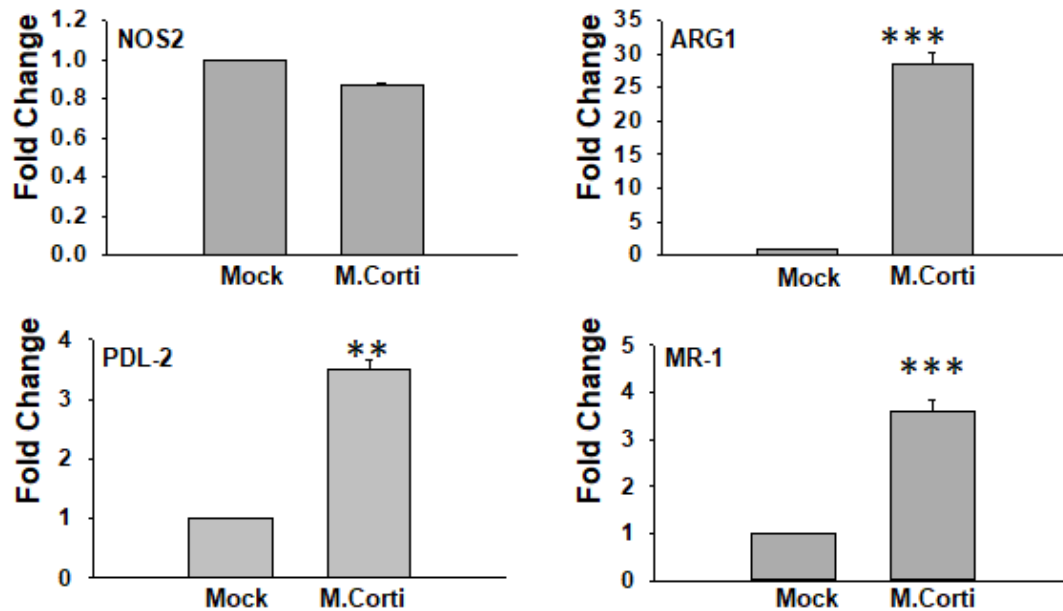 Fold Change
NOS2
1.2
1.0
0.8
0.6
0.4
0.2
0.0
Mock M.Corti
Fold Change
ARG1
***
35
30
25
20
15
10
5
0
Mock M.Corti
Fold Change
PDL-2
**
4
3
2
1
0
Mock M.Corti
Fold Change
MR-1
***
5
4
3
2
1
0
Mock M.Corti